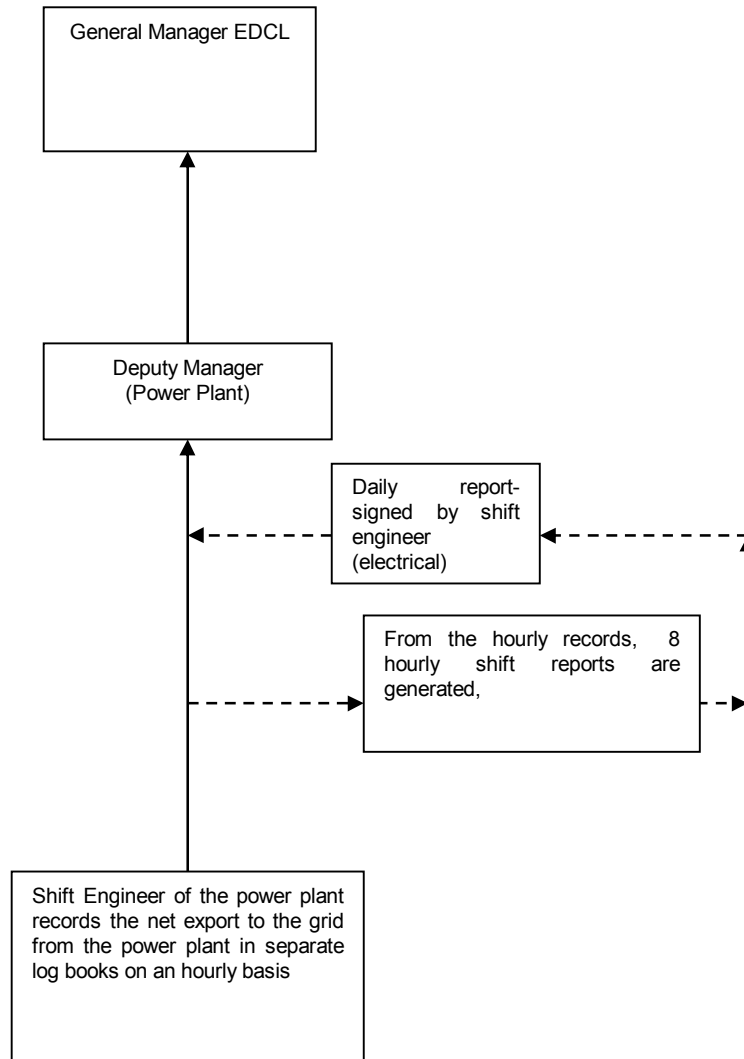 General Manager EDCL
Deputy Manager
(Power Plant)
Daily report-
signed by shift
engineer
(electrical)
From the hourly records, 8
hourly shift reports are
generated,
Shift Engineer of the power plant
records the net export to the grid
from the power plant in separate
log books on an hourly basis